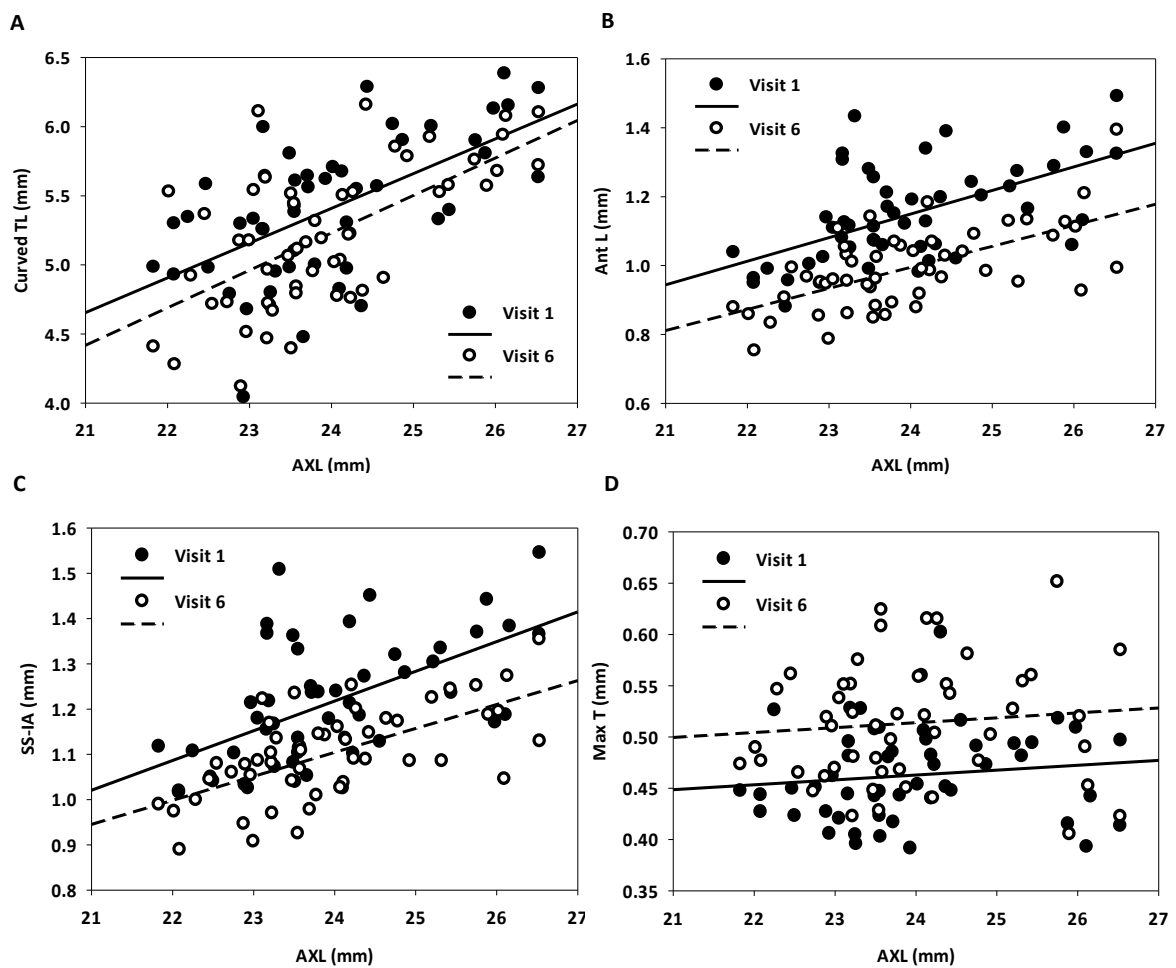 A
6.5
6.0
5.5
5.0
4.5
4.0
Curved TL (mm)
Visit 1
Visit 6
21 22 23 24 25 26 27
AXL (mm)
B
1.6
1.4
1.2
1.0
0.8
0.6
Ant L (mm)
Visit 1
Visit 6
21 22 23 24 25 26 27
AXL (mm)
C
1.6
1.5
1.4
1.3
1.2
1.1
1.0
0.9
0.8
SS-IA (mm)
Visit 1
Visit 6
21 22 23 24 25 26 27
AXL (mm)
D
0.70
0.65
0.60
0.55
0.50
0.45
0.40
0.35
Max T (mm)
Visit 1
Visit 6
21 22 23 24 25 26 27
AXL (mm)